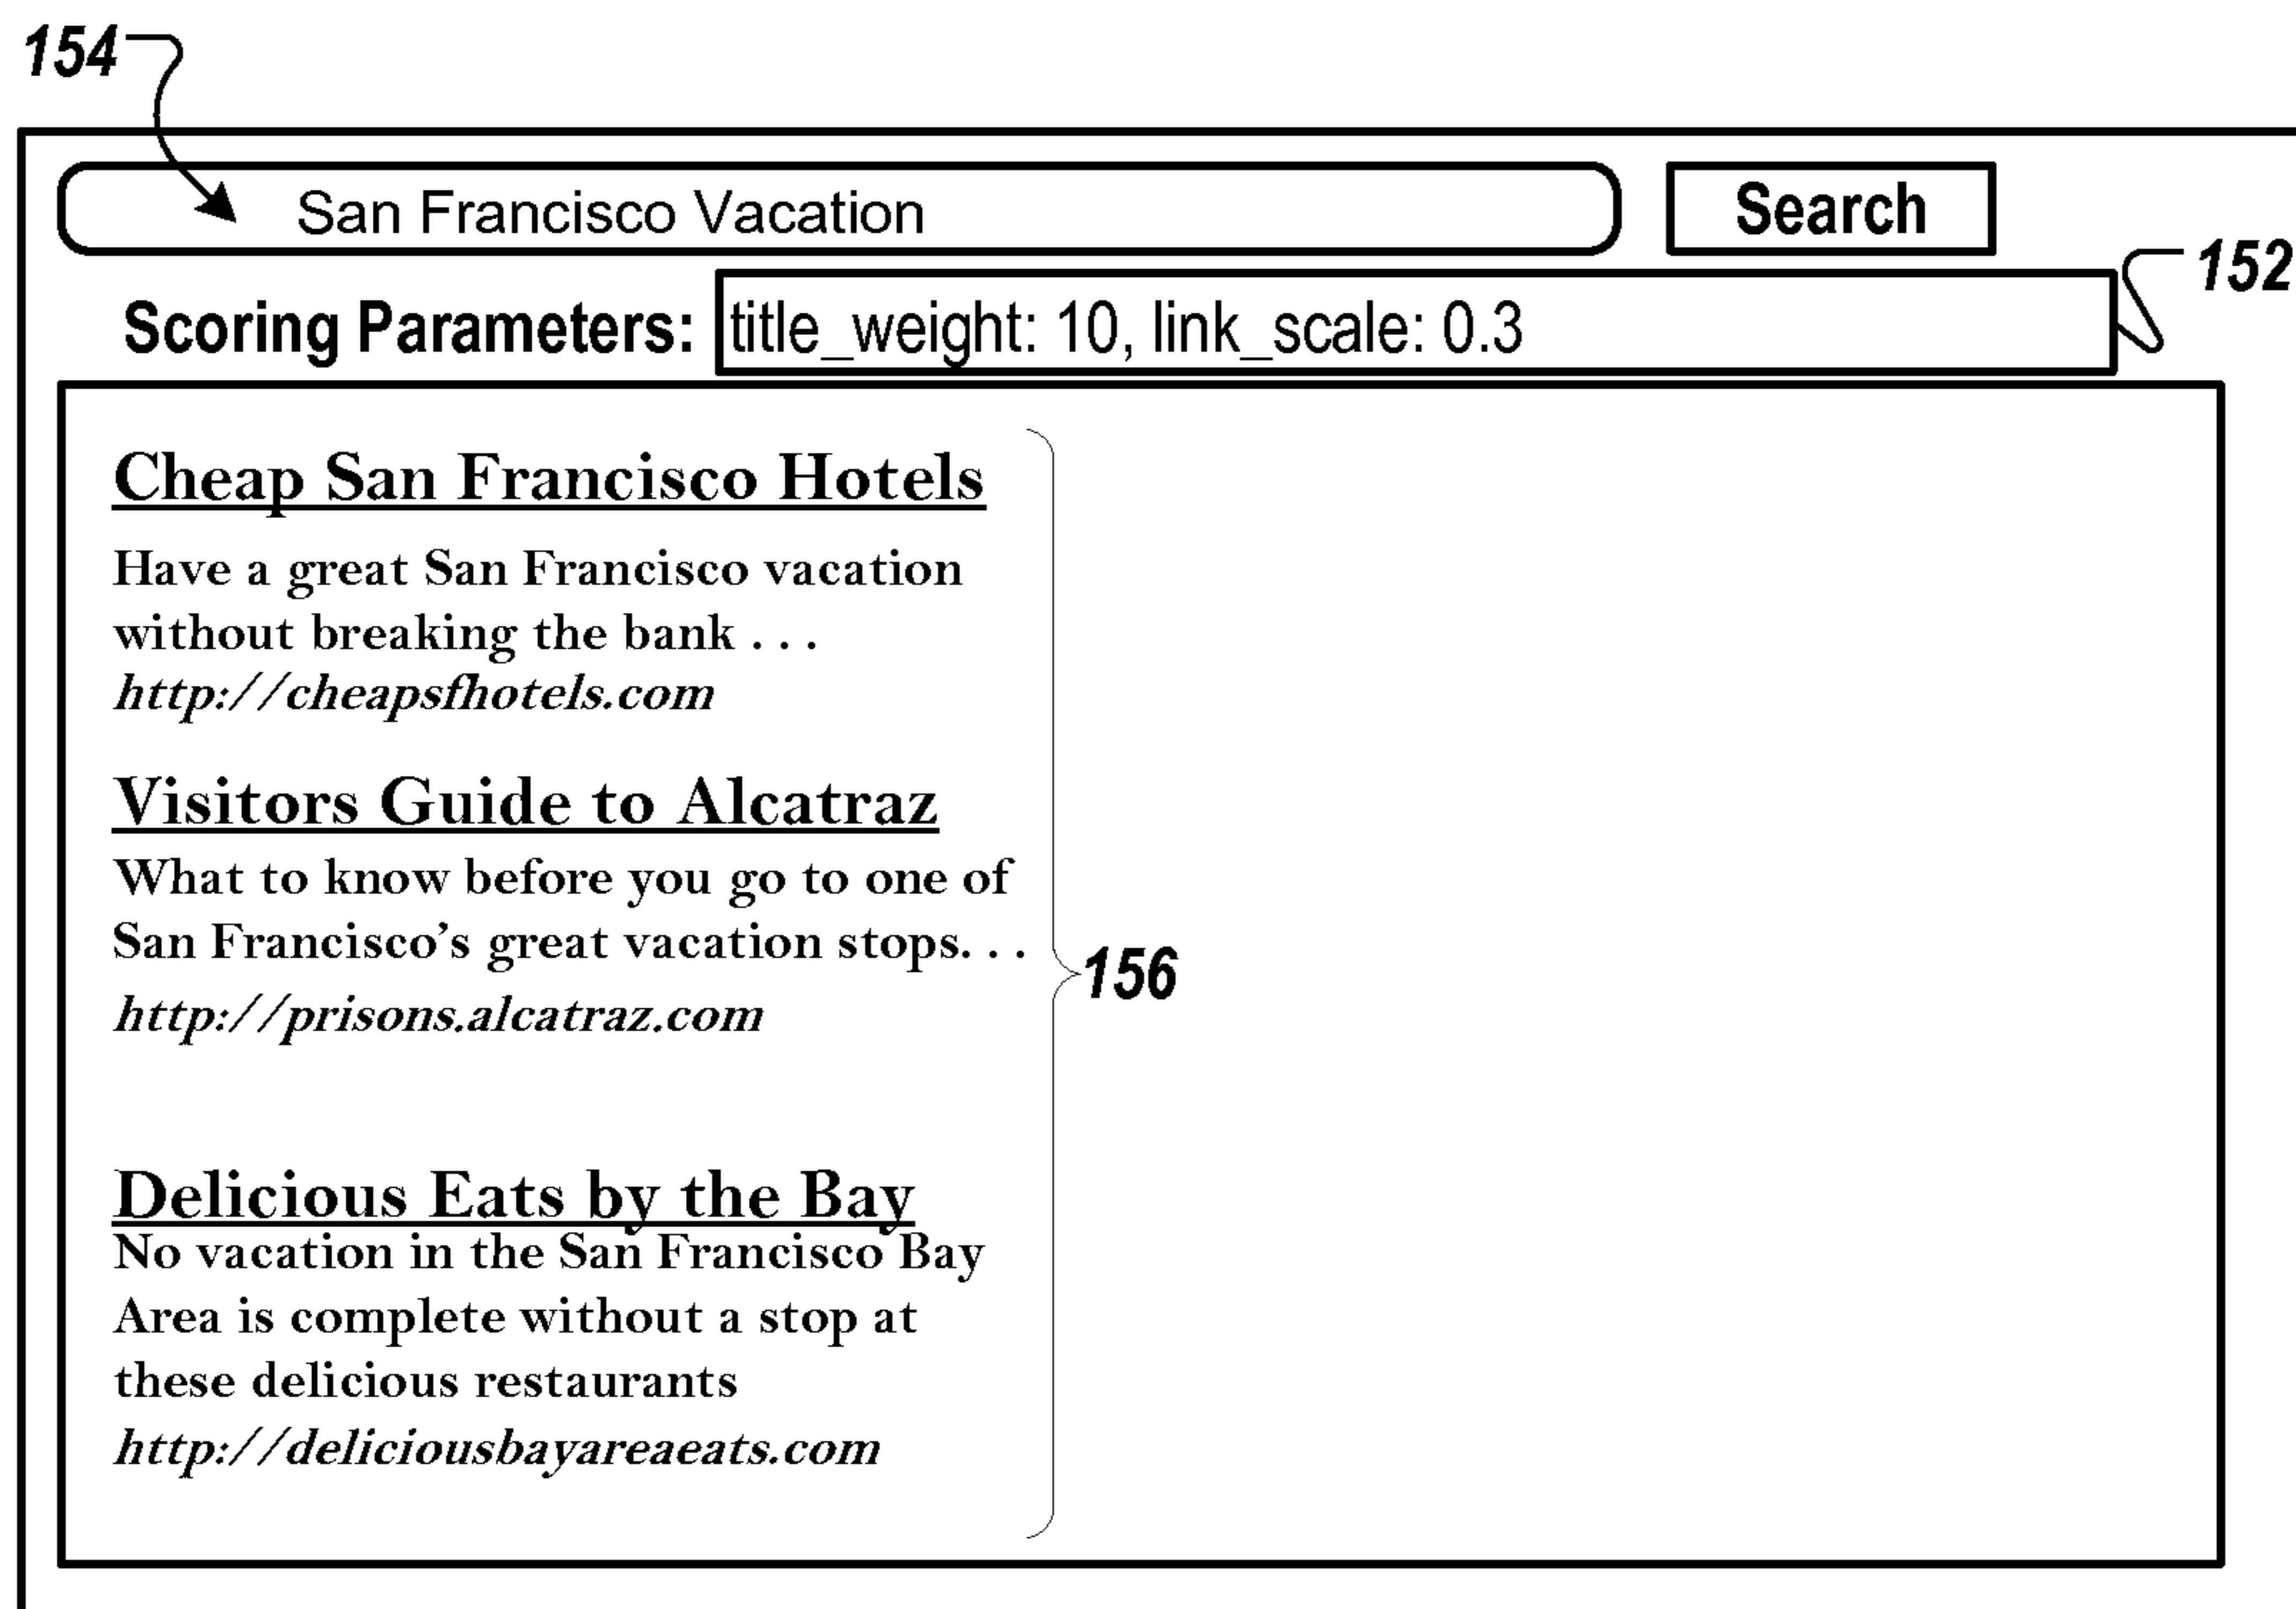 154
San Francisco Vacation
Search
152
Scoring Parameters: title_weight: 10, link_scale: 0.3
Cheap San Francisco Hotels
Have a great San Francisco vacation
without breaking the bank . . .
http://cheapsfhotels.com
Visitors Guide to Alcatraz
What to know before you go to one of
San Francisco’s great vacation stops. . .
156
http://prisons.alcatraz.com
Delicious Eats by the Bay
No vacation in the San Francisco Bay
Area is complete without a stop at
these delicious restaurants
http://deliciousbayareaeats.com